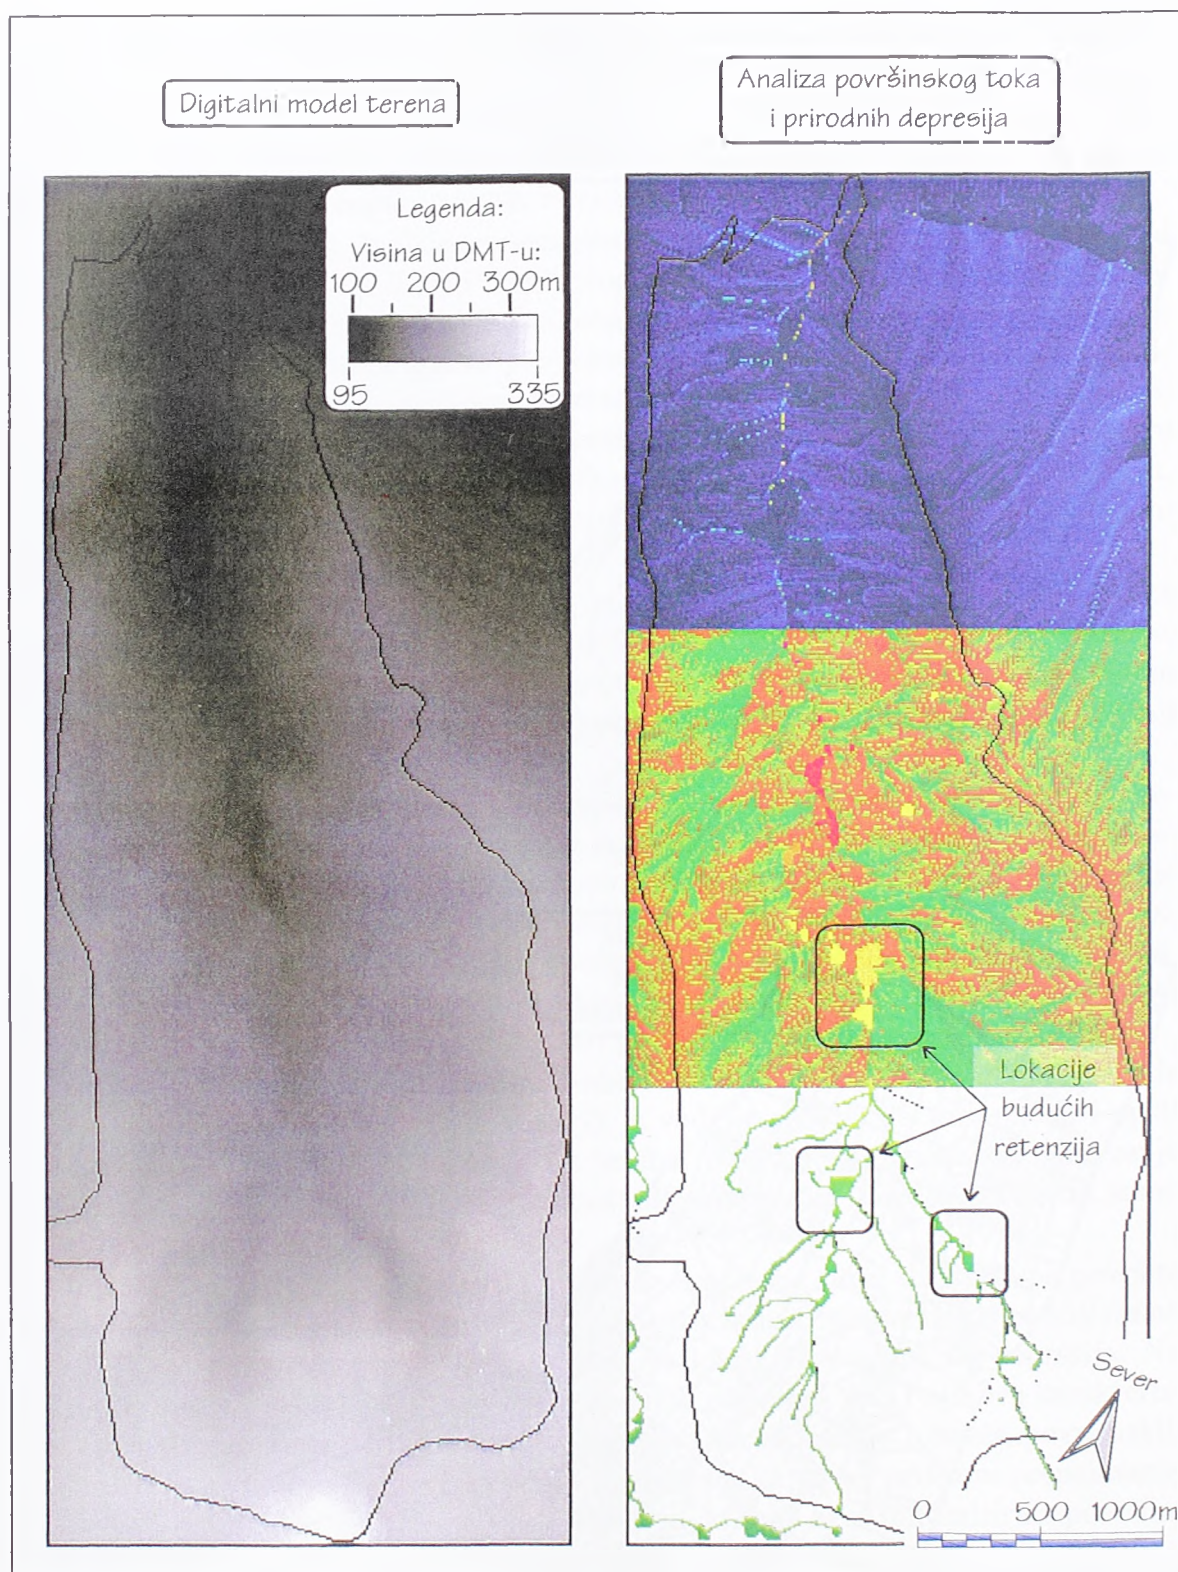 Digitalni model terena
Analiza površinskog toka
i prirodnih depresija
Legenda:
Visina u DMT-u:
100 200 300m
95 335
Lokacije
budućih
retenzija
Sever
0 500 1000m